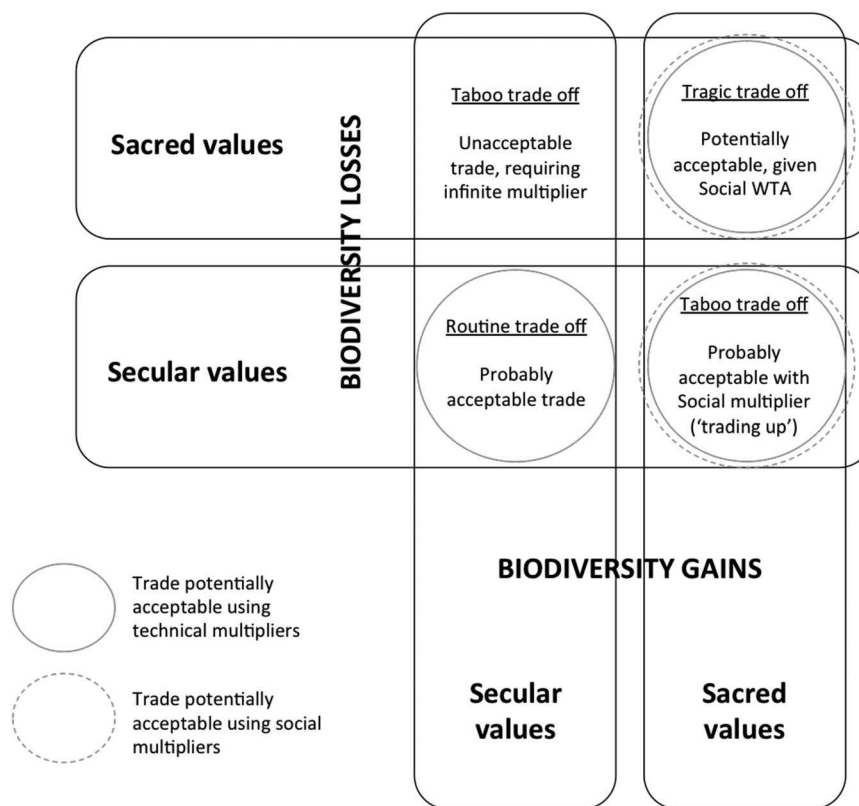 Sacred values
BIODIVERSITY LOSSES
Taboo trade off
Unacceptable
trade, requiring
infinite multiplier
Tragic trade off
Potentially
acceptable, given
Social WTA
Secular values
Routine trade off
Probably
acceptable trade
Taboo trade off
Probably
acceptable with
Social multiplier
(‘trading up’)
BIODIVERSITY GAINS
Trade potentially
acceptable using
technical multipliers
Trade potentially
acceptable using social
multipliers
Secular
values
Sacred
values